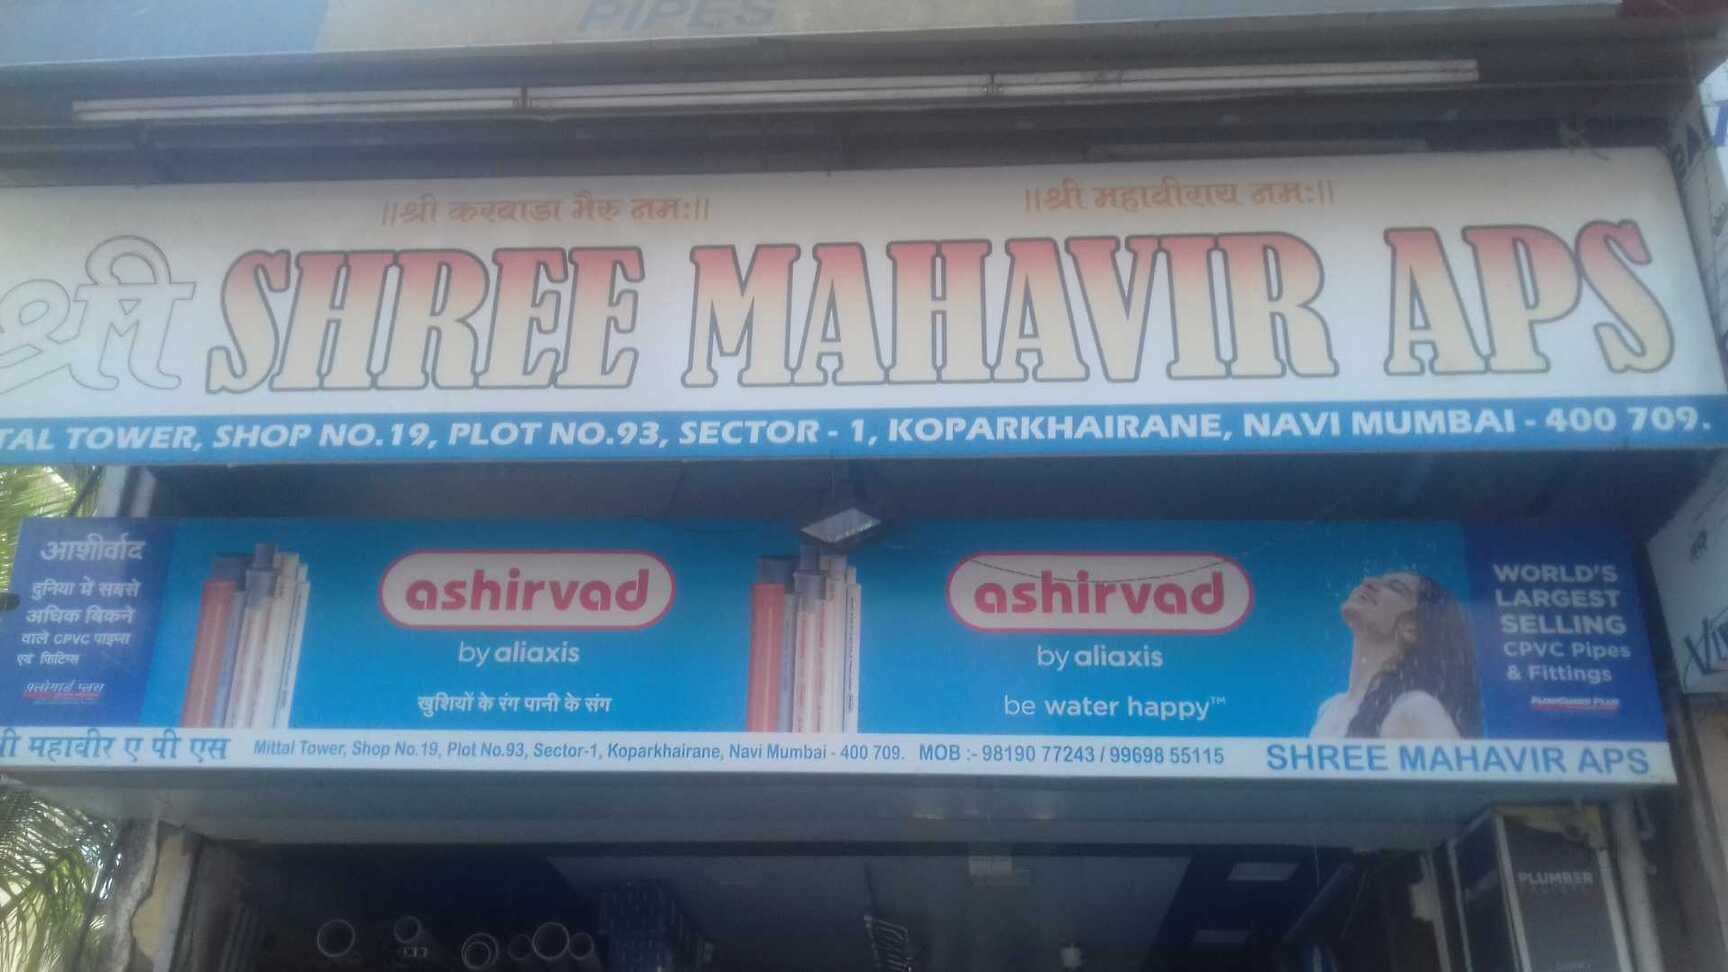 PIPES
||श्री करवाडा भैरु नमः||
||श्री महावीराय नमः||
श्री SHREE MAHAVIR APS
TOWER, SHOP NO.19, PLOT NO.93, SECTOR - 1, KOPARKHAIRANE, NAVI MUMBAI - 400 709.
आशीर्वाद
दुनिया में सबसे
अधिक बिकने
वाले CPVC पाइप्स
एवं फिटिंग्स
फ्लोगार्ड प्लस
ashirvad
by aliaxis
खुशियों के रंग पानी के संग
ashirvad
by aliaxis
be water happy™
WORLD'S
LARGEST
SELLING
CPVC Pipes
& Fittings
FLOWGUARD PLUS
महावीर ए पी एस
Mittal Tower, Shop No.19, Plot No.93, Sector-1, Koparkhairane, Navi Mumbai - 400 709. MOB :- 98190 77243 / 99698 55115
SHREE MAHAVIR APS
PLUMBER